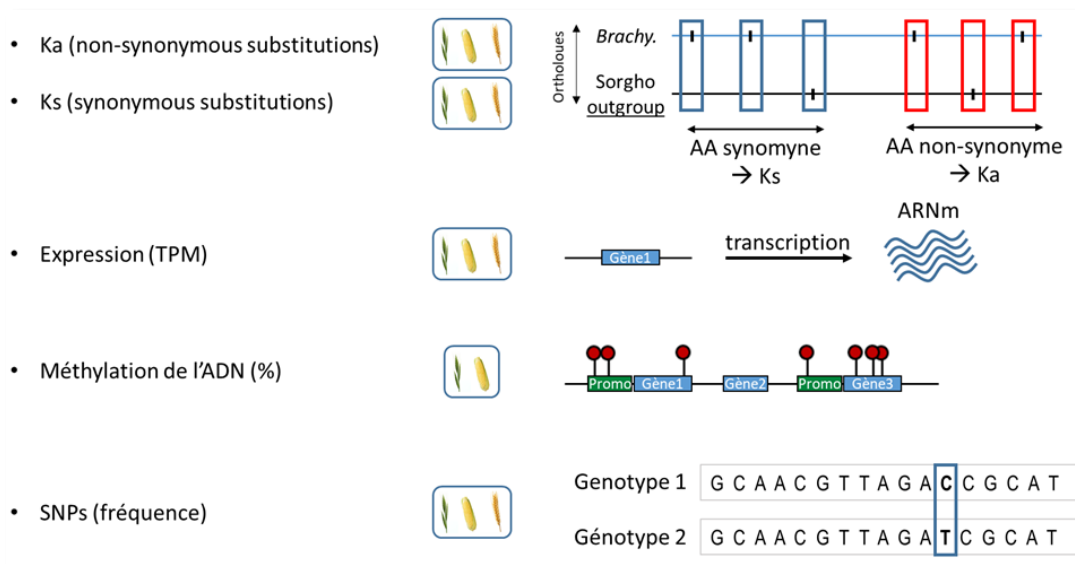 • Ka (non-synonymous substitutions)
• Ks (synonymous substitutions)
Ortholoues
Brachy.
Sorgho
outgroup
AA synomyne
→ Ks
AA non-synonyme
→ Ka
• Expression (TPM)
Gène1
transcription
ARNm
• Méthylation de l'ADN (%)
Promo Gène1 Gène2 Promo Gène3
• SNPs (fréquence)
Genotype 1 G C A A C G T T A G A C C G C A T
Génotype 2 G C A A C G T T A G A T C G C A T